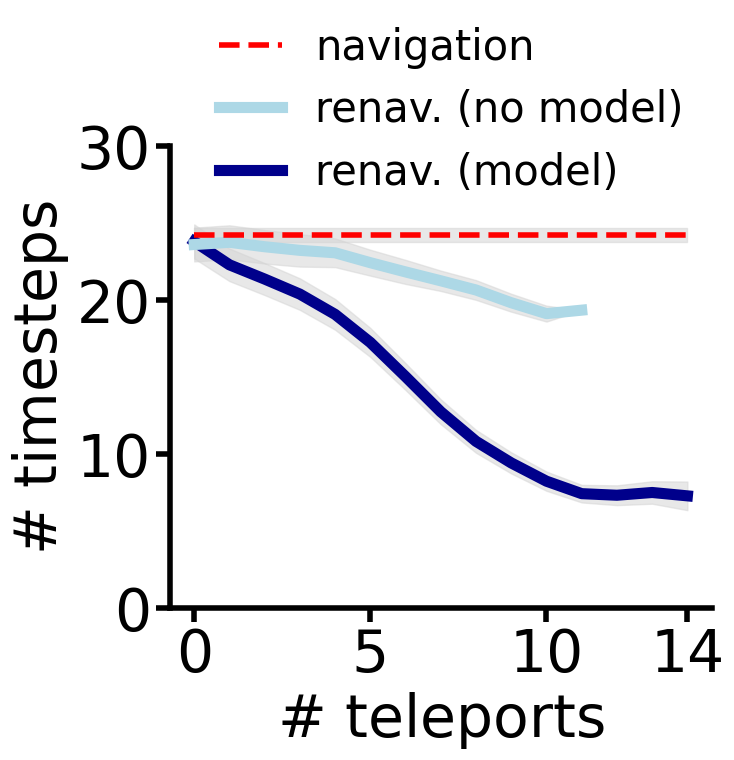 navigation
renav. (no model)
renav. (model)
30
20
10
0
# timesteps
0 5 10 14
# teleports